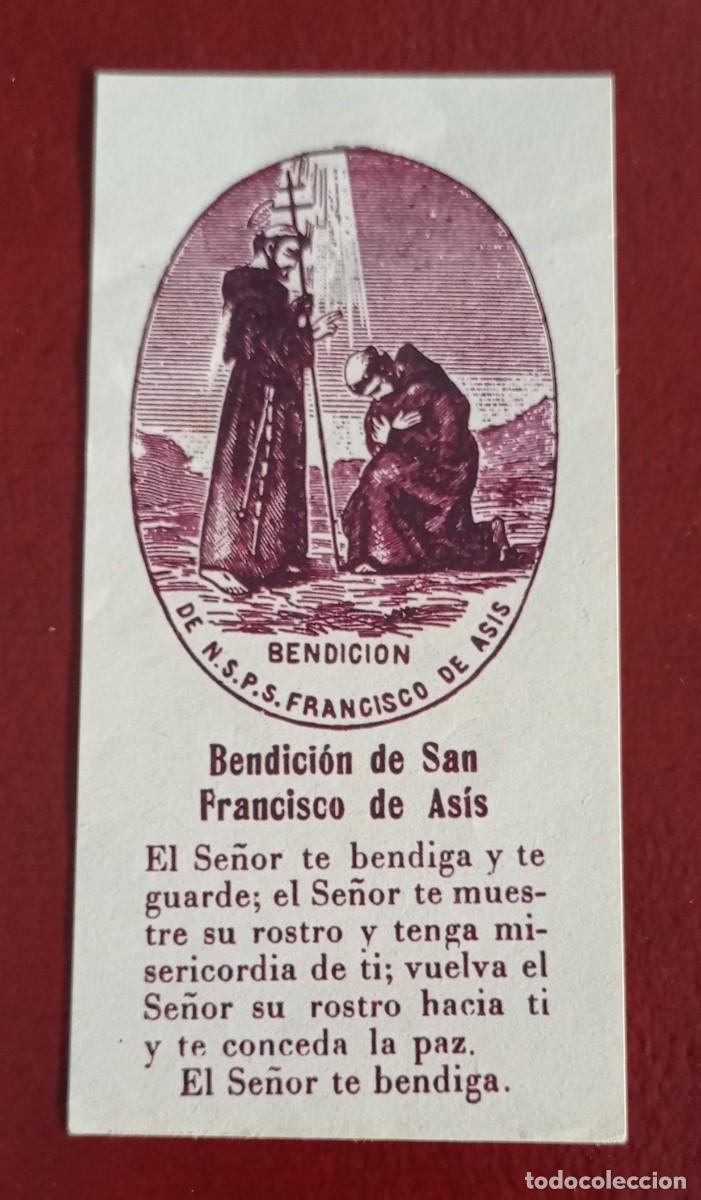 BENDICION
DE N.S.P.S. FRANCISCO DE ASIS
Bendición de San
Francisco de Asís
El Señor te bendiga y te
guarde; el Señor te mues-
tre su rostro y tenga mi-
sericordia de ti; vuelva el
Señor su rostro hacia ti
y te conceda la paz.
El Señor te bendiga.
todocoleccion